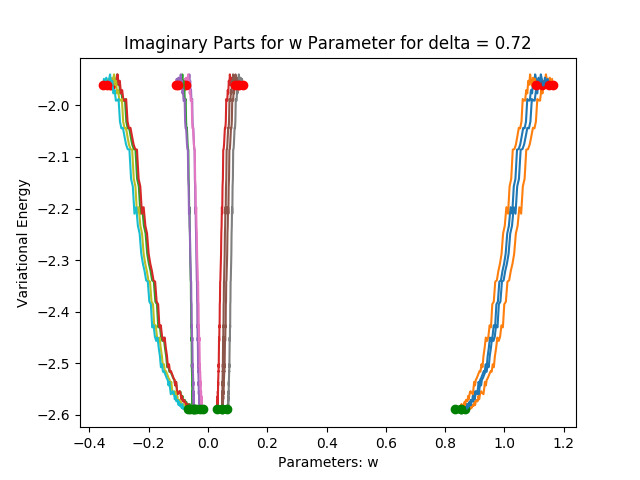 Imaginary Parts for w Parameter for delta = 0.72
Variational Energy
−2.0
−2.1
−2.2
−2.3
−2.4
−2.5
−2.6
−0.4 −0.2 0.0 0.2 0.4 0.6 0.8 1.0 1.2
Parameters: w